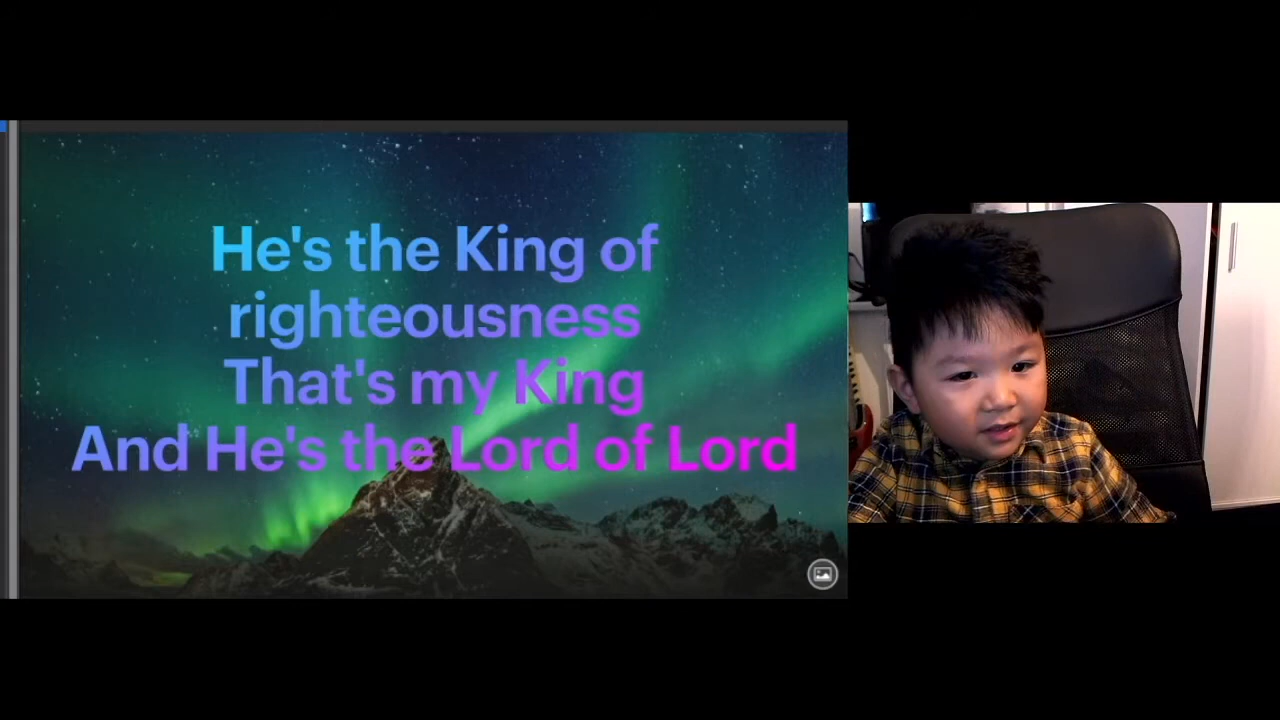 He's the King of
righteousness
That's my King
And He's the Lord of Lord